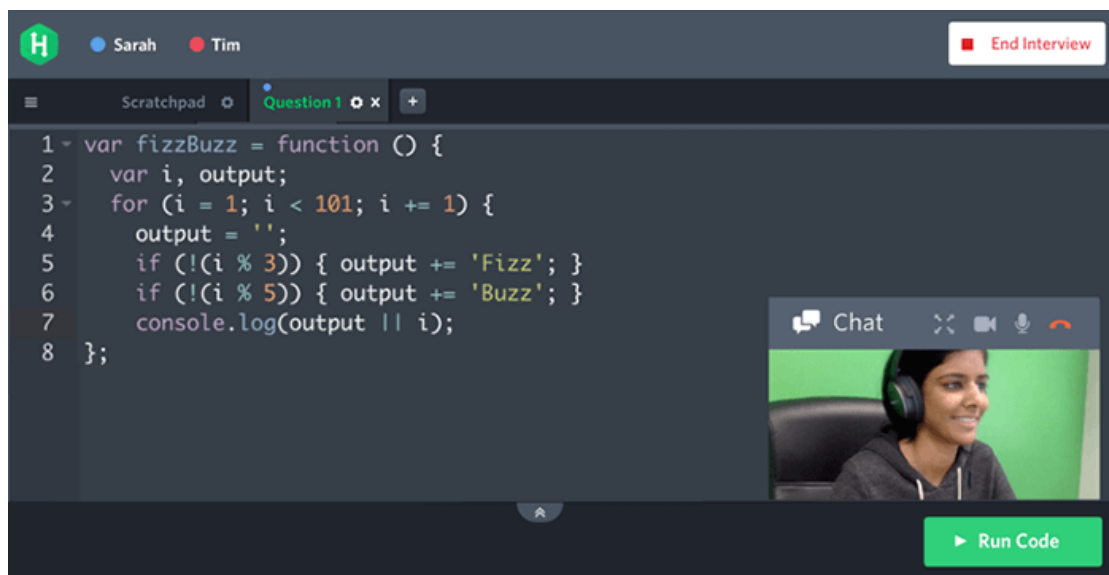 H Sarah Tim End Interview
Scratchpad Question 1 x +
1 var fizzBuzz = function () {
2   var i, output;
3   for (i = 1; i < 101; i += 1) {
4     output = '';
5     if (!(i % 3)) { output += 'Fizz'; }
6     if (!(i % 5)) { output += 'Buzz'; }
7     console.log(output || i);
8 };
Chat
Run Code